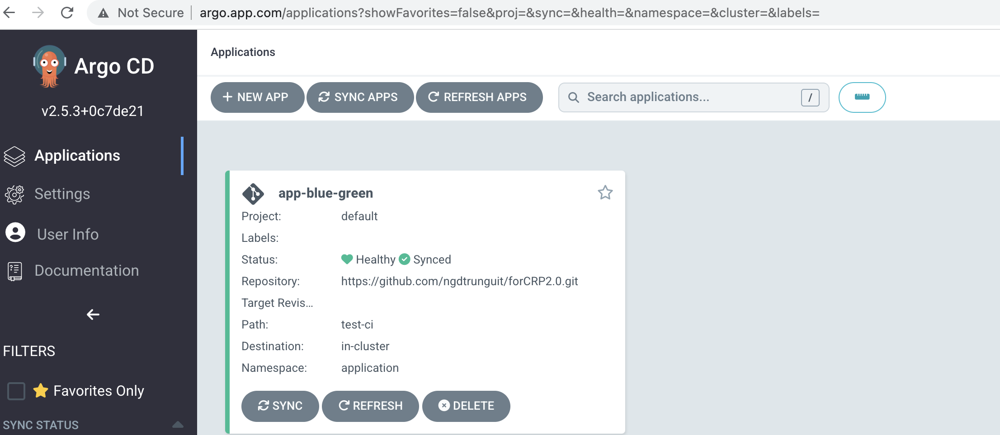 Not Secure argo.app.com/applications?showFavorites=false&proj=&sync=&health=&namespace=&cluster=&labels=
Argo CD
v2.5.3+0c7de21
Applications
Settings
User Info
Documentation
FILTERS
Favorites Only
SYNC STATUS
Applications
NEW APP SYNC APPS REFRESH APPS Search applications... /
app-blue-green
Project: default
Labels:
Status: Healthy Synced
Repository: https://github.com/ngdtrunguit/forCRP2.0.git
Target Revis...
Path: test-ci
Destination: in-cluster
Namespace: application
SYNC REFRESH DELETE